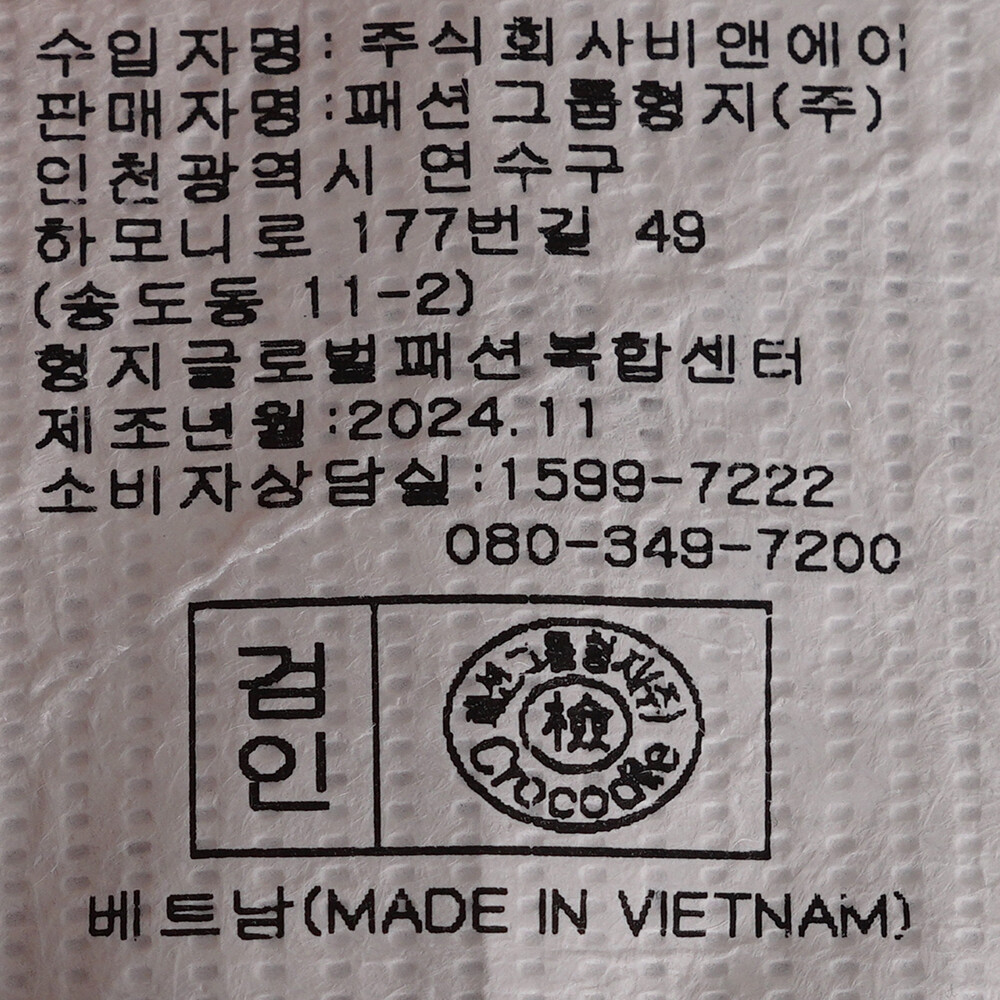 수입자명: 주식회사비앤에이
판매자명:패션그룹형지(주)
인천광역시 연수구
하모니로 177번길 49
(송도동 11-2)
형지글로벌패션복합센터
제조년월:2024.11
소비자상담실:1599-7222
080-349-7200
검
인
패션그룹형지(주)
檢
Crocodile
베트남(MADE IN VIETNAM)